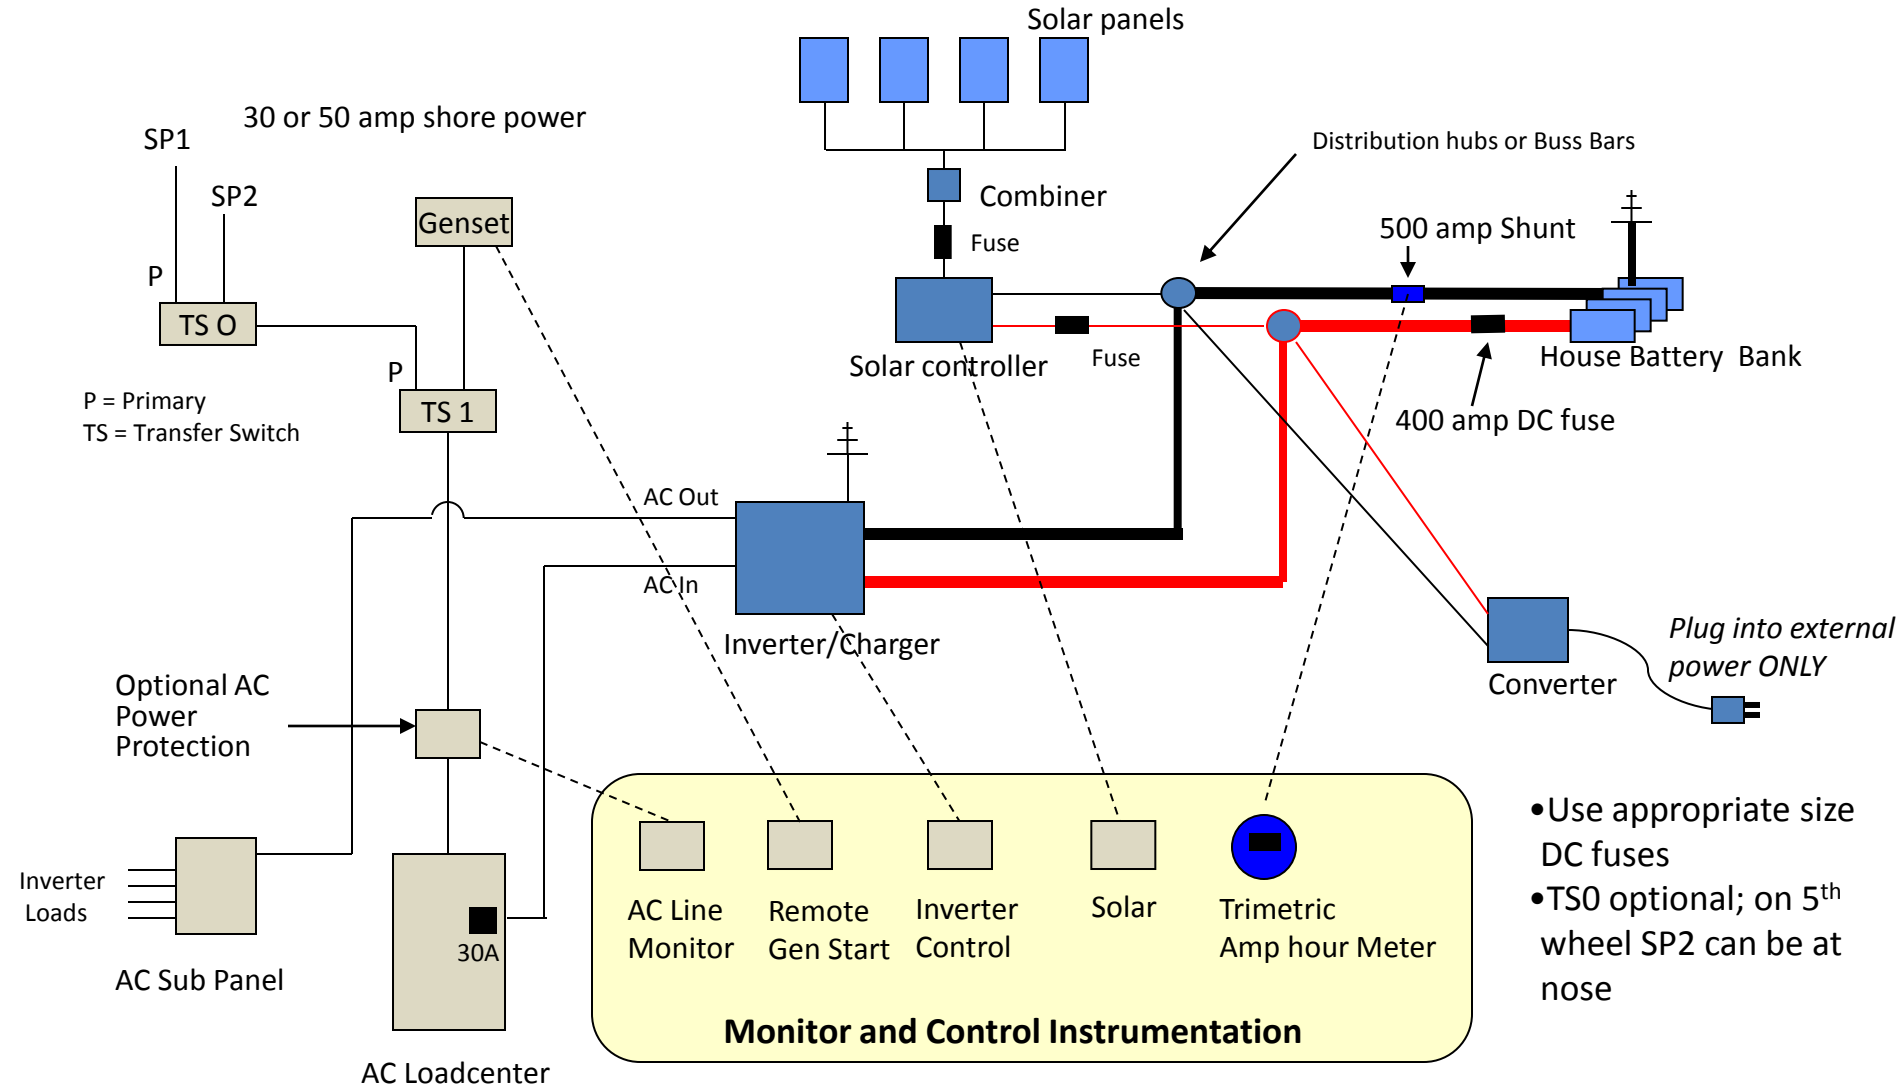 Solar panels
30 or 50 amp shore power
SP1
SP2
Distribution hubs or Buss Bars
Combiner
Genset
500 amp Shunt
Fuse
P
TS O
Solar controller
Fuse
House Battery Bank
P
P = Primary
TS = Transfer Switch
TS 1
400 amp DC fuse
AC Out
AC In
Inverter/Charger
Plug into external
power ONLY
Converter
Optional AC
Power
Protection
•Use appropriate size
DC fuses
•TS0 optional; on 5th
wheel SP2 can be at
nose
Inverter
Loads
AC Sub Panel
30A
AC Loadcenter
AC Line
Monitor
Remote
Gen Start
Inverter
Control
Solar
Trimetric
Amp hour Meter
Monitor and Control Instrumentation